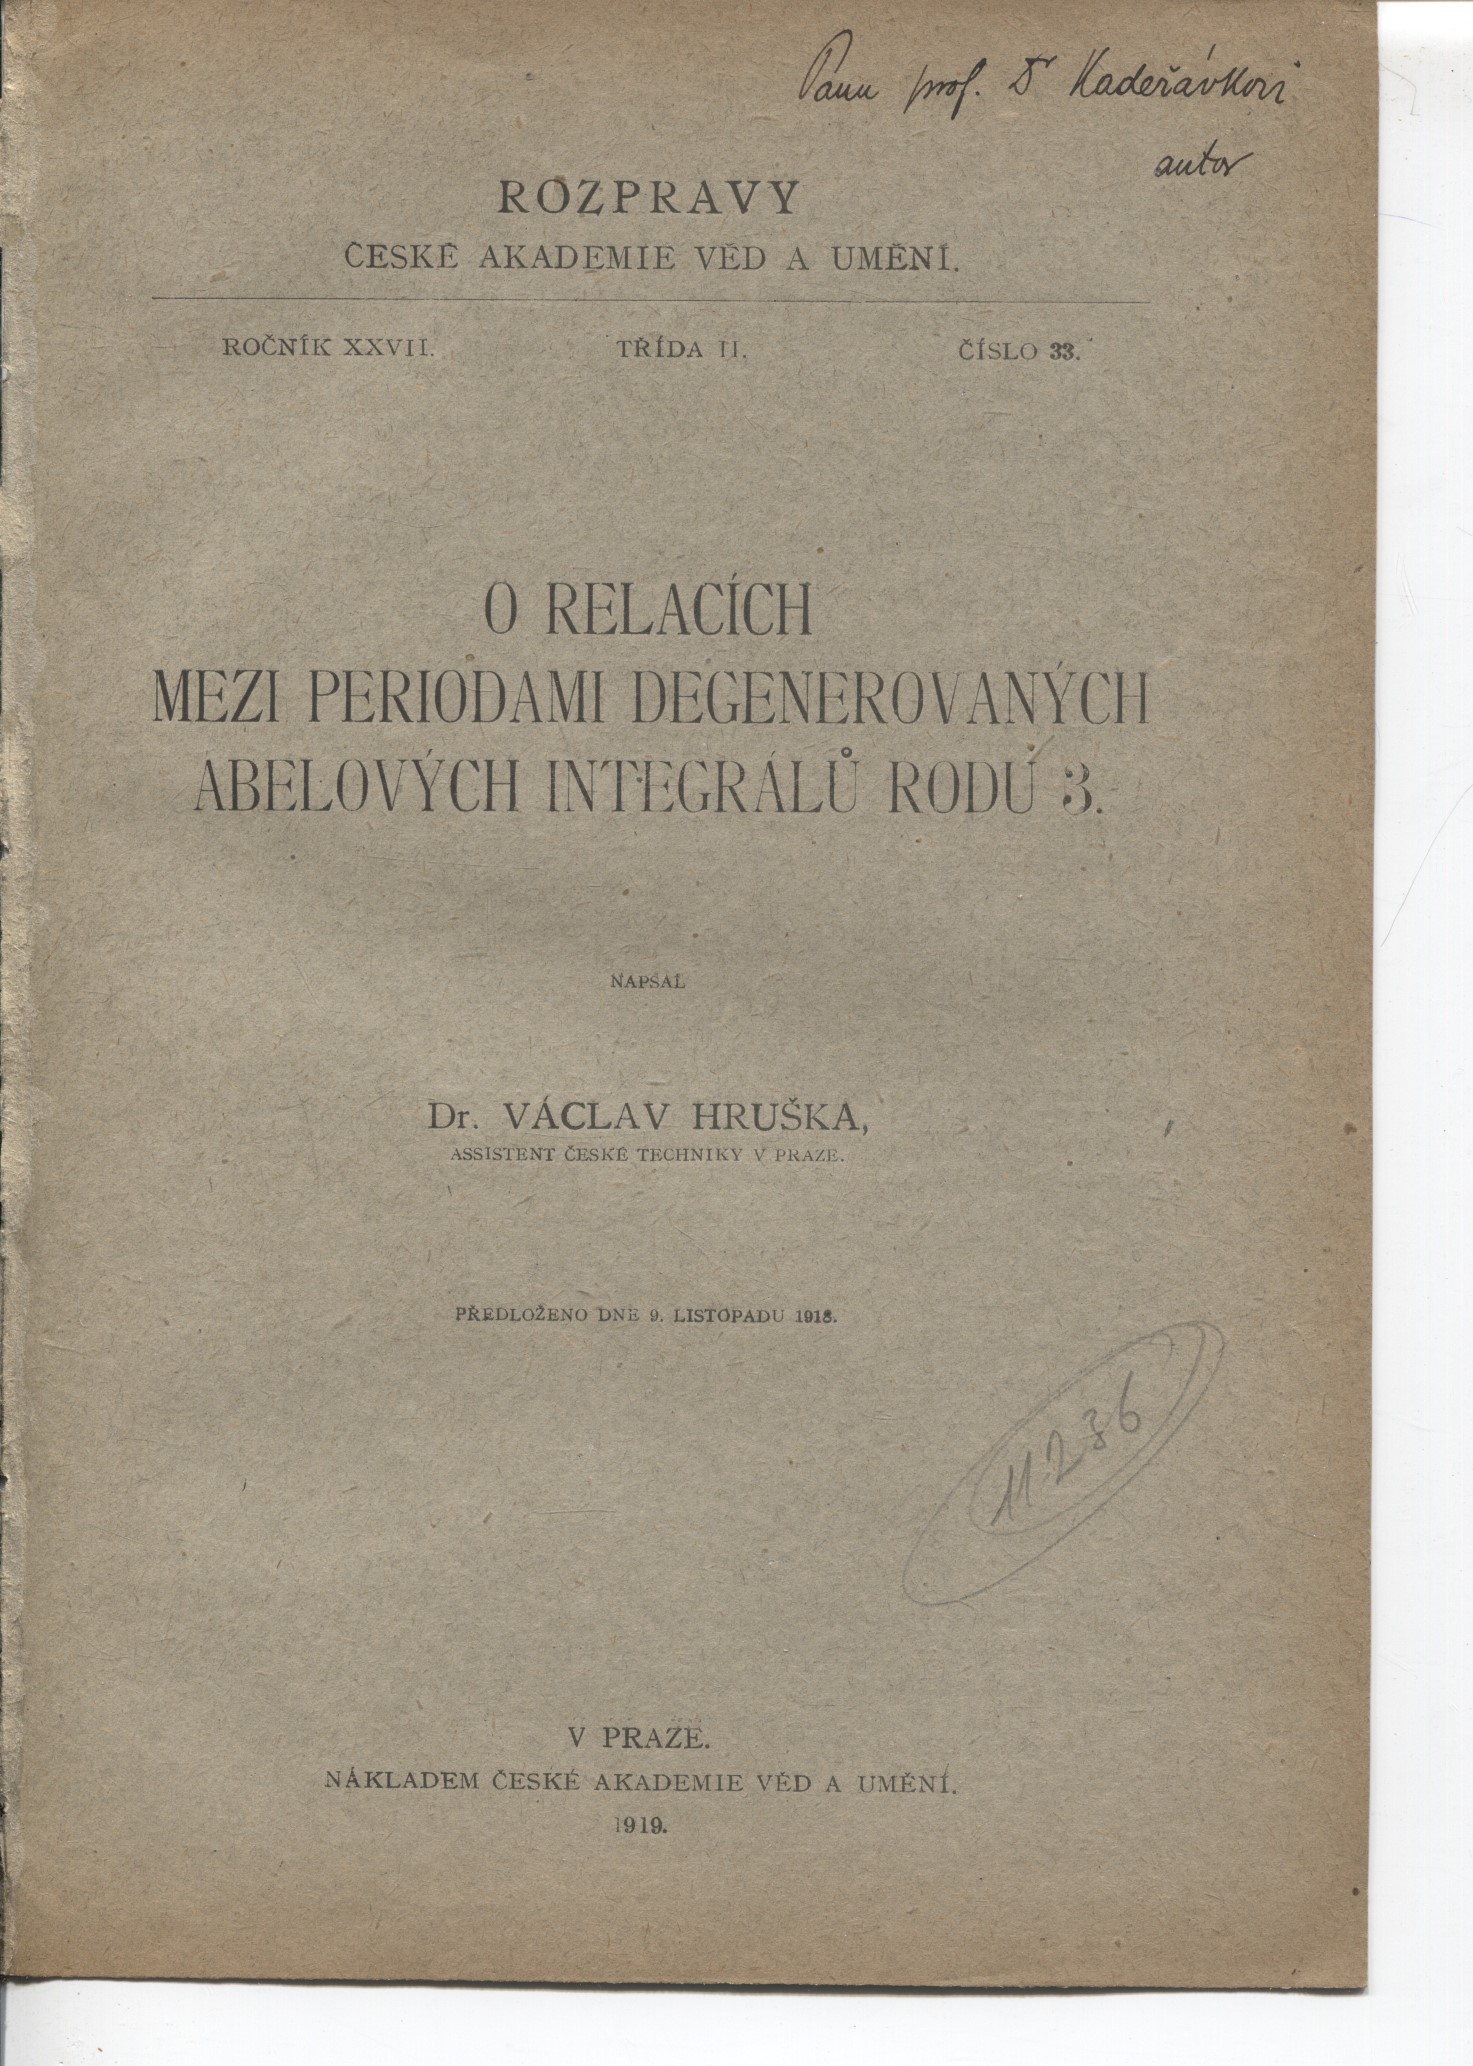 Panu prof. Dr Kadeřávkovi
autor
ROZPRAVY
ČESKÉ AKADEMIE VĚD A UMĚNÍ.
ROČNÍK XXVII. TŘÍDA II. ČÍSLO 33.
O RELACÍCH
MEZI PERIODAMI DEGENEROVANÝCH
ABELOVÝCH INTEGRÁLŮ RODU 3.
NAPSAL
Dr. VÁCLAV HRUŠKA,
ASSISTENT ČESKÉ TECHNIKY V PRAZE.
PŘEDLOŽENO DNE 9. LISTOPADU 1918.
11.236
V PRAZE.
NÁKLADEM ČESKÉ AKADEMIE VĚD A UMĚNÍ.
1919.